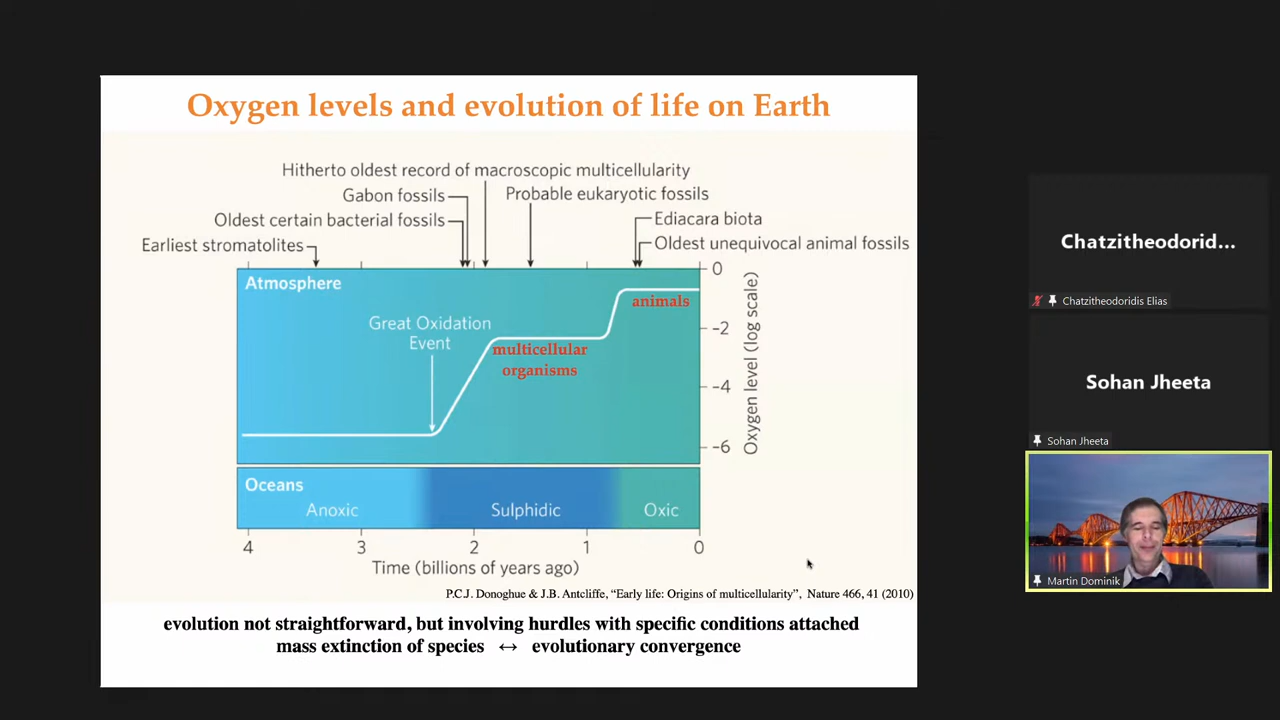 Oxygen levels and evolution of life on Earth
Hitherto oldest record of macroscopic multicellularity
Gabon fossils
Probable eukaryotic fossils
Oldest certain bacterial fossils
Ediacara biota
Earliest stromatolites
Oldest unequivocal animal fossils
Atmosphere
Great Oxidation
Event
multicellular
organisms
animals
0
-2
-4
-6
Oxygen level (log scale)
Oceans
Anoxic
Sulphidic
Oxic
4
3
2
1
0
Time (billions of years ago)
P.C.J. Donoghue & J.B. Antcliffe, “Early life: Origins of multicellularity”, Nature 466, 41 (2010)
evolution not straightforward, but involving hurdles with specific conditions attached
mass extinction of species ↔ evolutionary convergence
Chatzitheodorid...
Chatzitheodoridis Elias
Sohan Jheeta
Sohan Jheeta
Martin Dominik